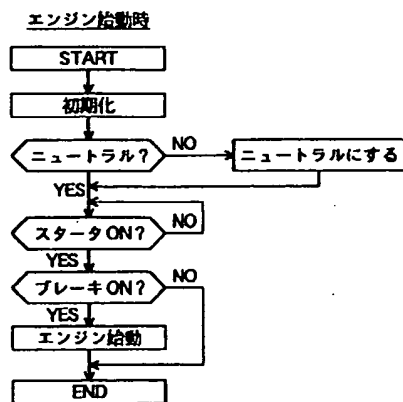 エンジン始動時
START
初期化
ニュートラル?
NO
ニュートラルにする
YES
スタータON?
NO
YES
ブレーキON?
NO
YES
エンジン始動
END